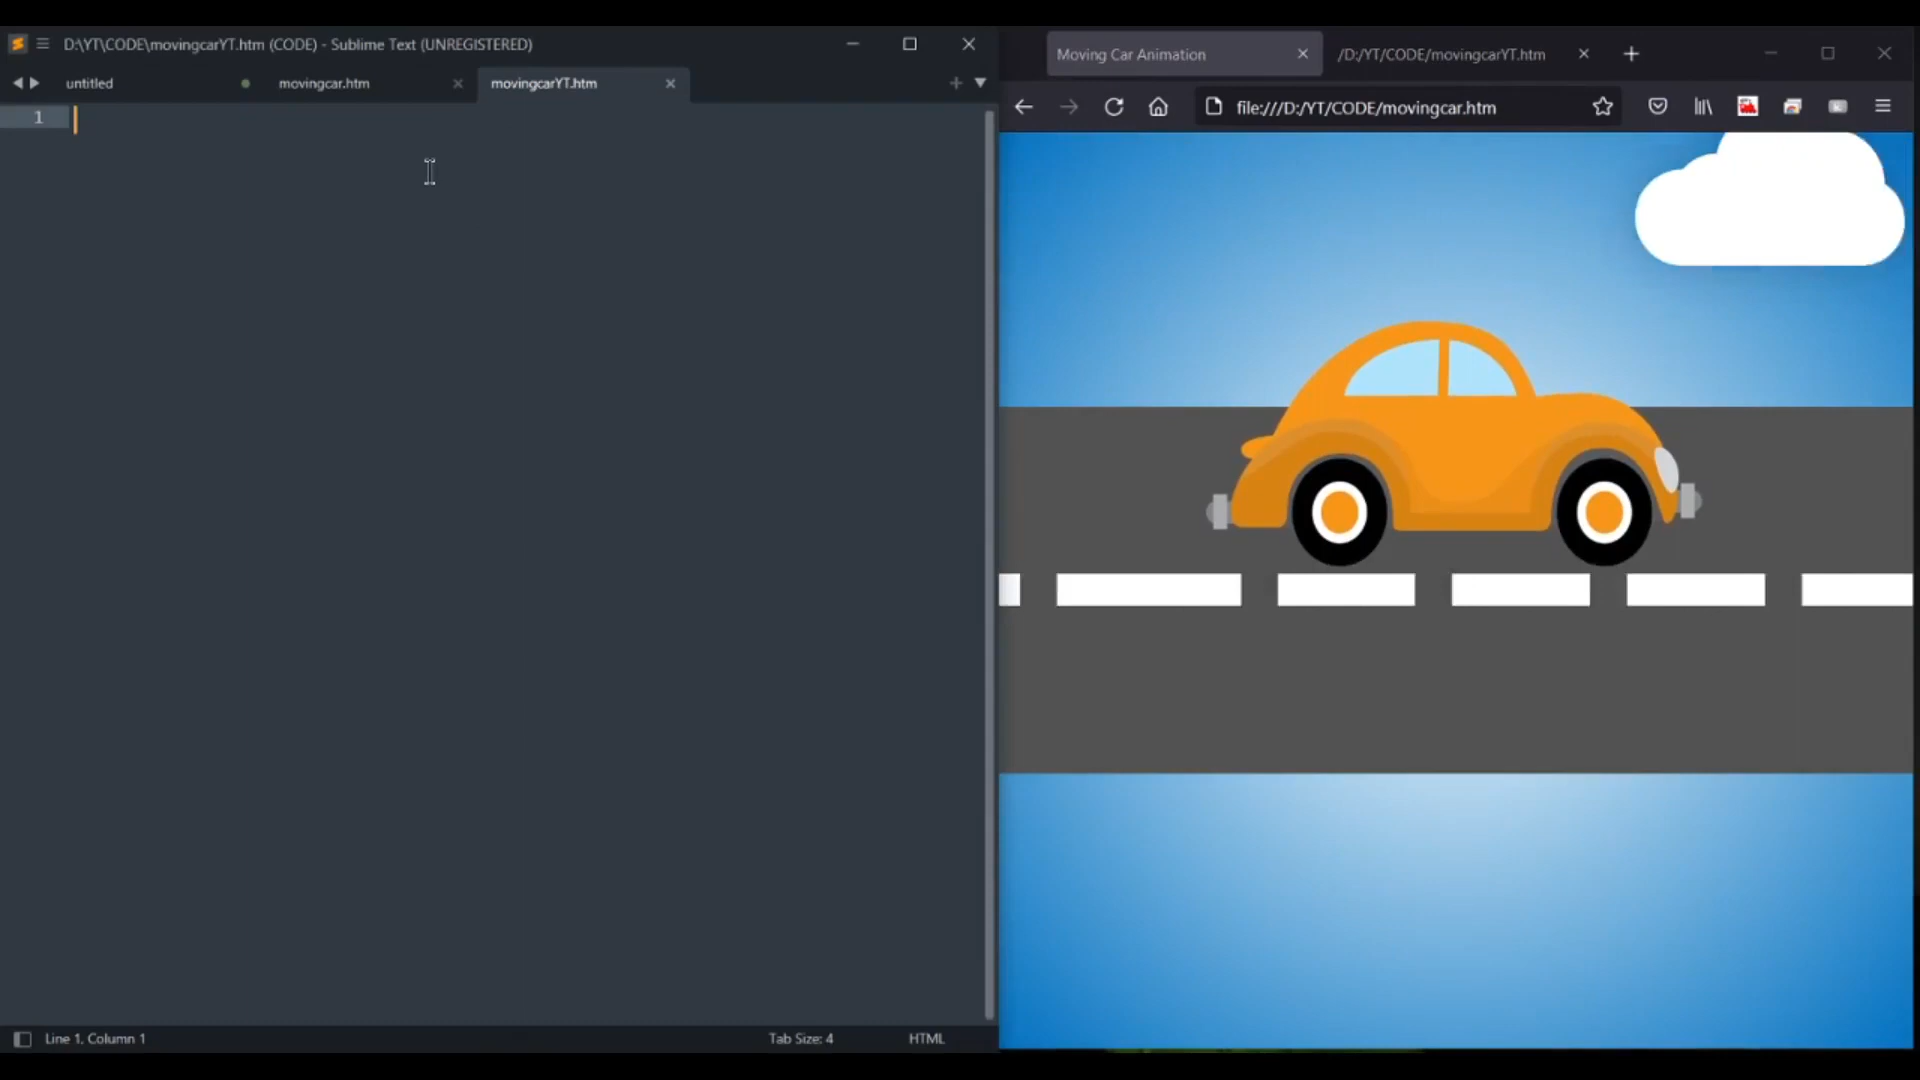 D:\YT\CODE\movingcarYT.htm (CODE) - Sublime Text (UNREGISTERED)
untitled
movingcar.htm
movingcarYT.htm
1
Line 1, Column 1
Tab Size: 4
HTML
Moving Car Animation
/D:/YT/CODE/movingcarYT.htm
file:///D:/YT/CODE/movingcar.htm